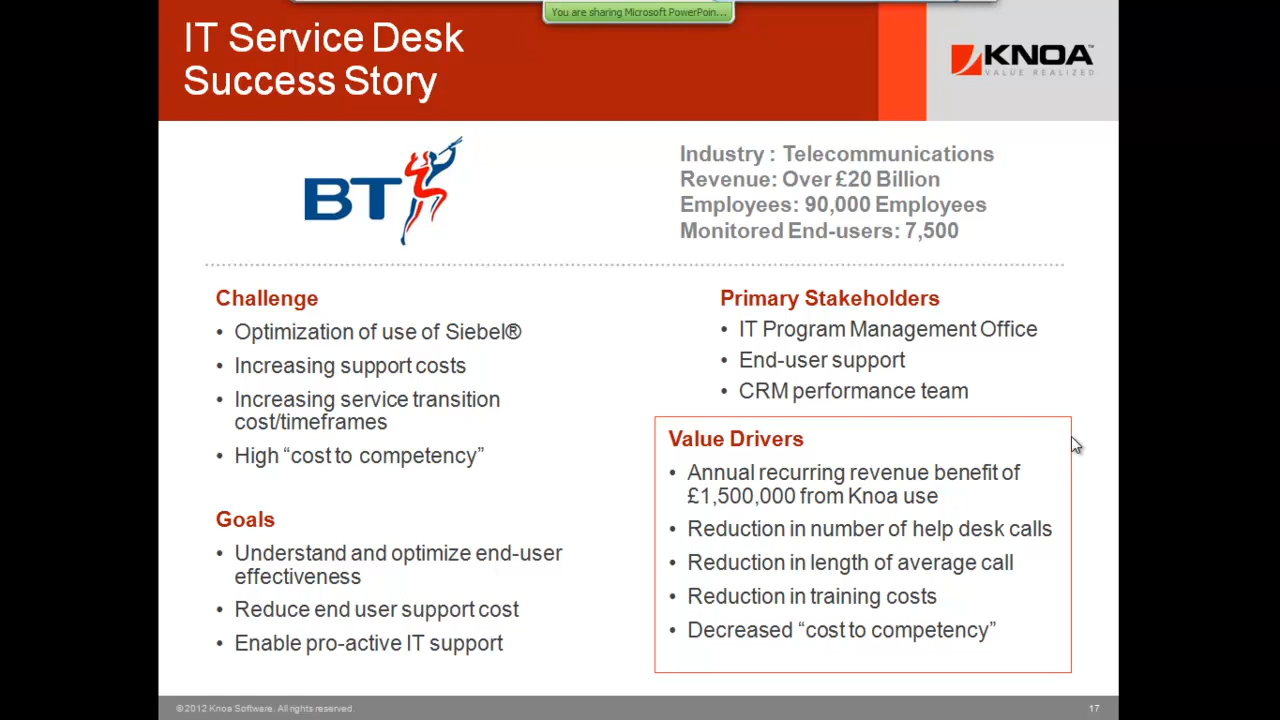 You are sharing Microsoft PowerPoin...
IT Service Desk
Success Story
KNOA™
VALUE REALIZED
BT
Industry : Telecommunications
Revenue: Over £20 Billion
Employees: 90,000 Employees
Monitored End-users: 7,500
Challenge
• Optimization of use of Siebel®
• Increasing support costs
• Increasing service transition
cost/timeframes
• High “cost to competency”
Goals
• Understand and optimize end-user
effectiveness
• Reduce end user support cost
• Enable pro-active IT support
Primary Stakeholders
• IT Program Management Office
• End-user support
• CRM performance team
Value Drivers
• Annual recurring revenue benefit of
£1,500,000 from Knoa use
• Reduction in number of help desk calls
• Reduction in length of average call
• Reduction in training costs
• Decreased “cost to competency”
©2012 Knoa Software. All rights reserved.
17